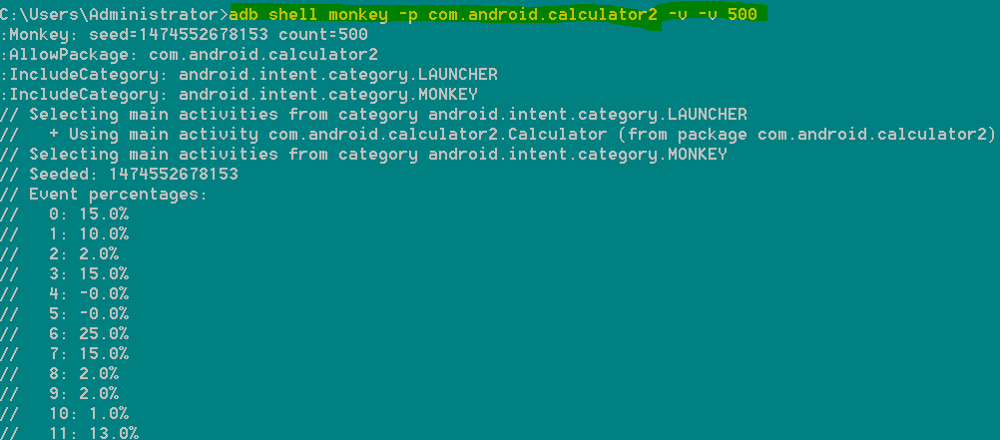 C:\Users\Administrator>adb shell monkey -p com.android.calculator2 -v -v 500
:Monkey: seed=1474552678153 count=500
:AllowPackage: com.android.calculator2
:IncludeCategory: android.intent.category.LAUNCHER
:IncludeCategory: android.intent.category.MONKEY
// Selecting main activities from category android.intent.category.LAUNCHER
//   + Using main activity com.android.calculator2.Calculator (from package com.android.calculator2)
// Selecting main activities from category android.intent.category.MONKEY
// Seeded: 1474552678153
// Event percentages:
//   0: 15.0%
//   1: 10.0%
//   2: 2.0%
//   3: 15.0%
//   4: -0.0%
//   5: -0.0%
//   6: 25.0%
//   7: 15.0%
//   8: 2.0%
//   9: 2.0%
//   10: 1.0%
//   11: 13.0%